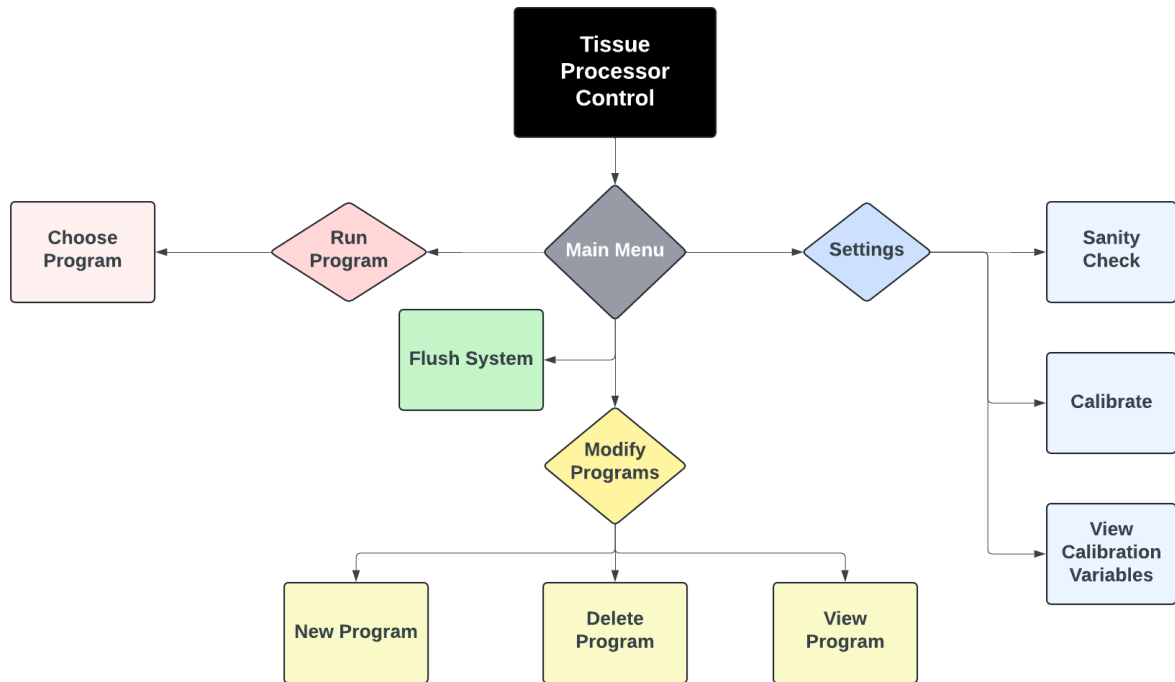 Tissue
Processor
Control
Choose
Program
Run
Program
Main Menu
Settings
Sanity
Check
Flush System
Calibrate
Modify
Programs
View
Calibration
Variables
New Program
Delete
Program
View
Program